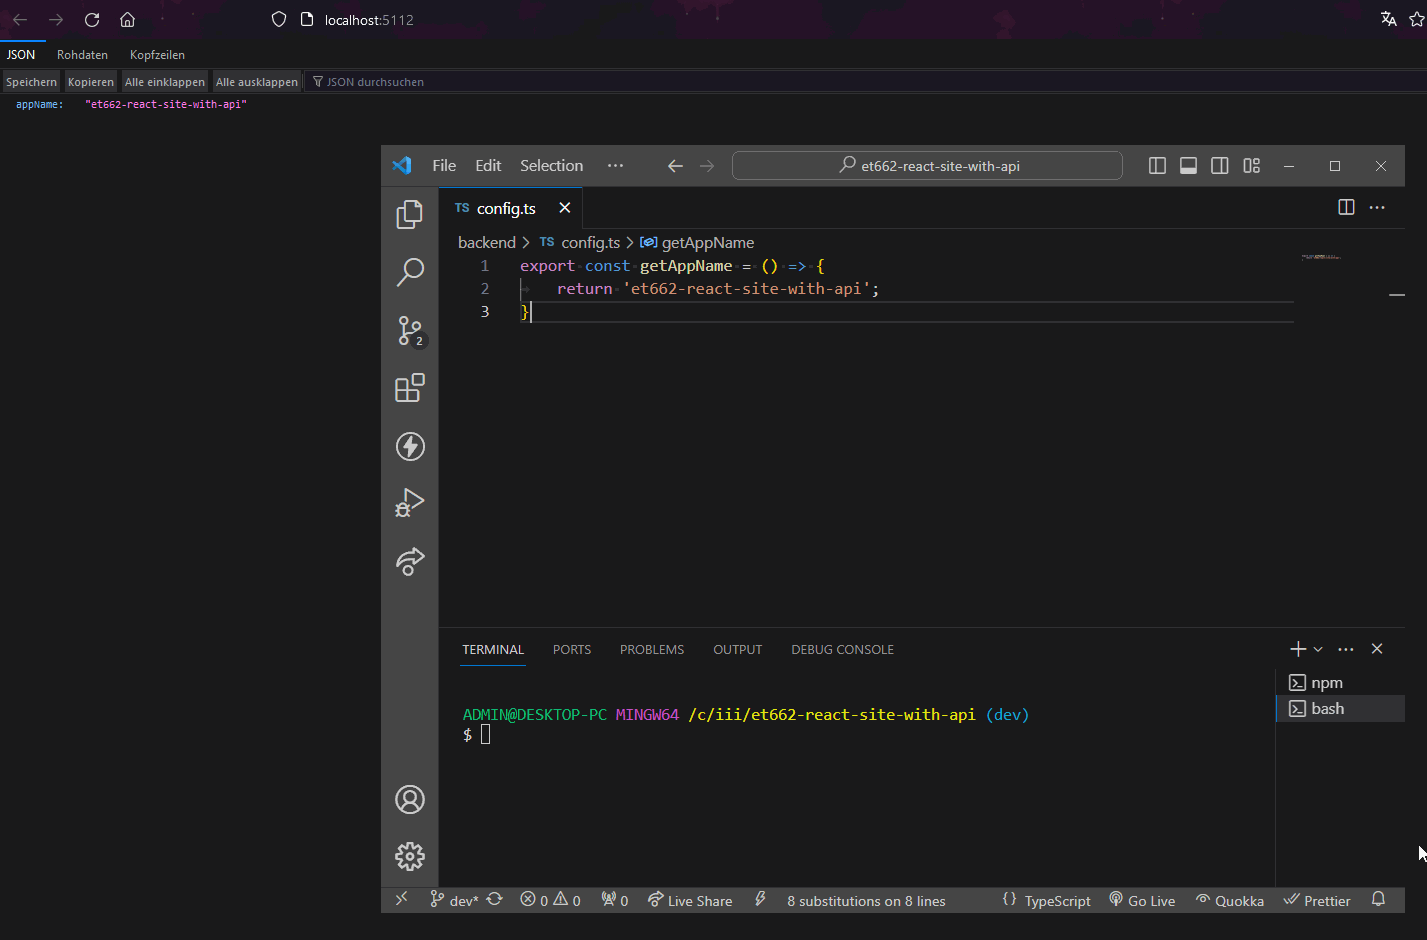 localhost:5112
JSON Rohdaten Kopfzeilen
Speichern Kopieren Alle einklappen Alle ausklappen JSON durchsuchen
appName: "et662-react-site-with-api"
File Edit Selection ··· et662-react-site-with-api
TS config.ts
backend > TS config.ts > getAppName
1 export const getAppName = () => {
2 return 'et662-react-site-with-api';
3 }
2
TERMINAL PORTS PROBLEMS OUTPUT DEBUG CONSOLE
npm
bash
ADMIN@DESKTOP-PC MINGW64 /c/iii/et662-react-site-with-api (dev)
$
dev* 0 0 0 Live Share 8 substitutions on 8 lines {} TypeScript Go Live Quokka Prettier